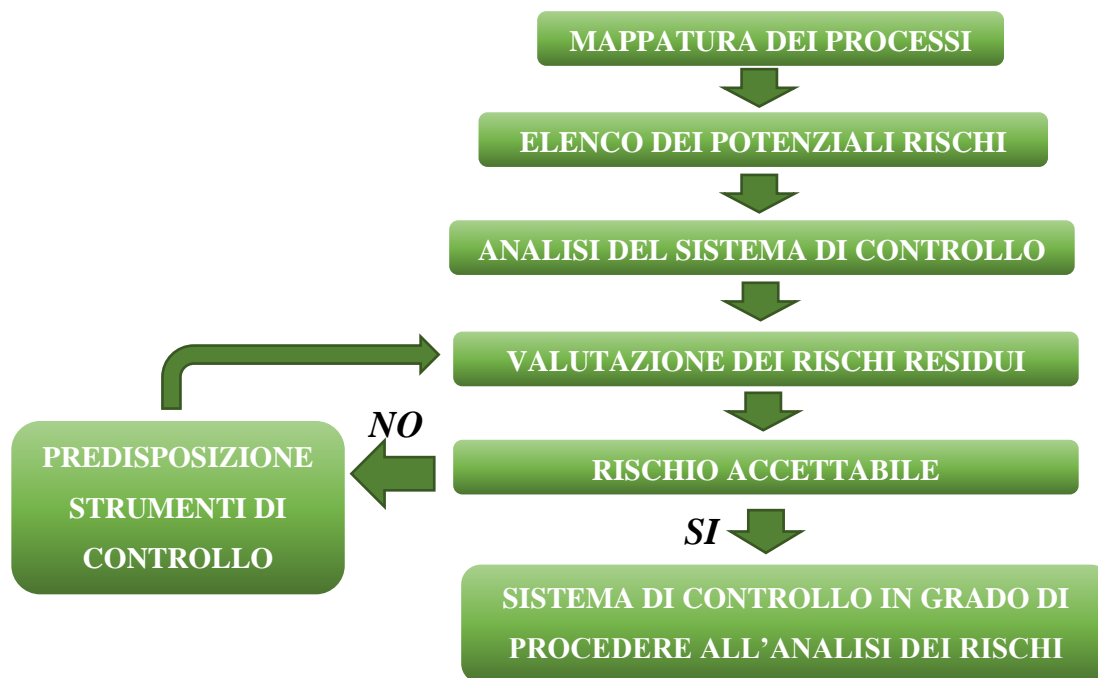 MAPPATURA DEI PROCESSI
ELENCO DEI POTENZIALI RISCHI
ANALISI DEL SISTEMA DI CONTROLLO
VALUTAZIONE DEI RISCHI RESIDUI
NO
PREDISPOSIZIONE
STRUMENTI DI
CONTROLLO
RISCHIO ACCETTABILE
SI
SISTEMA DI CONTROLLO IN GRADO DI
PROCEDERE ALL’ANALISI DEI RISCHI